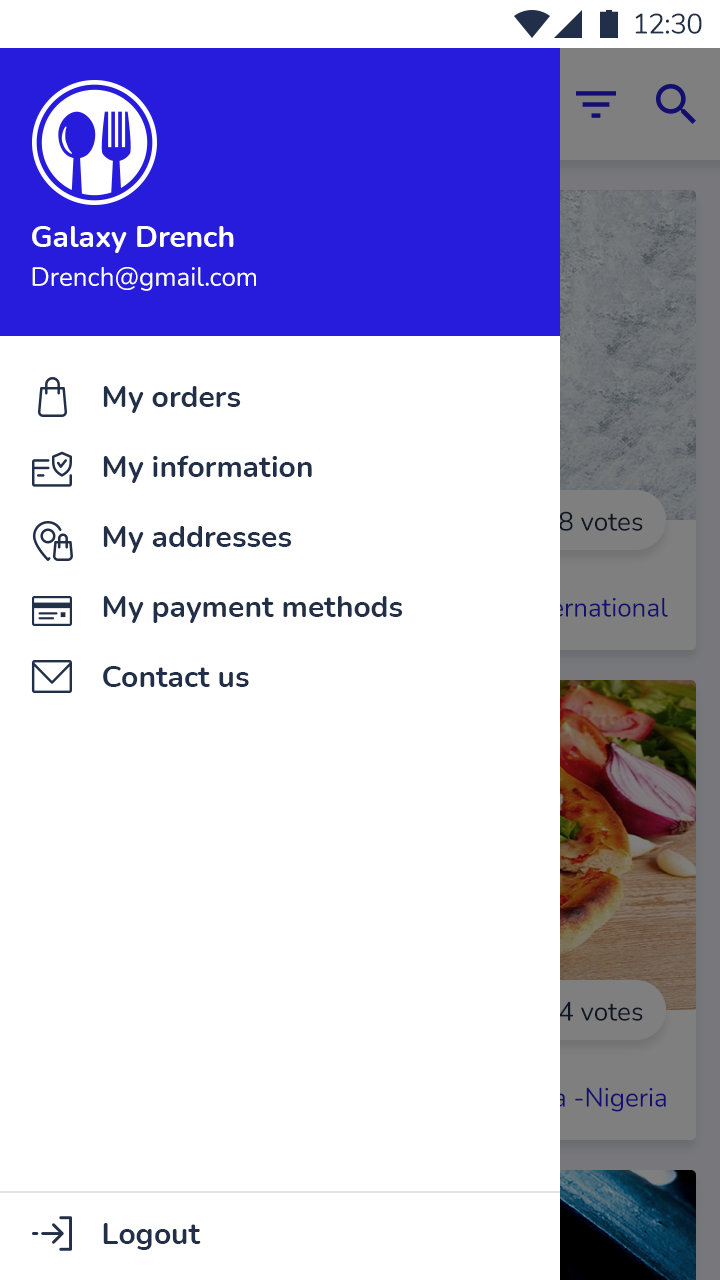 12:30
Galaxy Drench
Drench@gmail.com
My orders
My information
My addresses
My payment methods
Contact us
8 votes
4 votes
-Nigeria
Logout